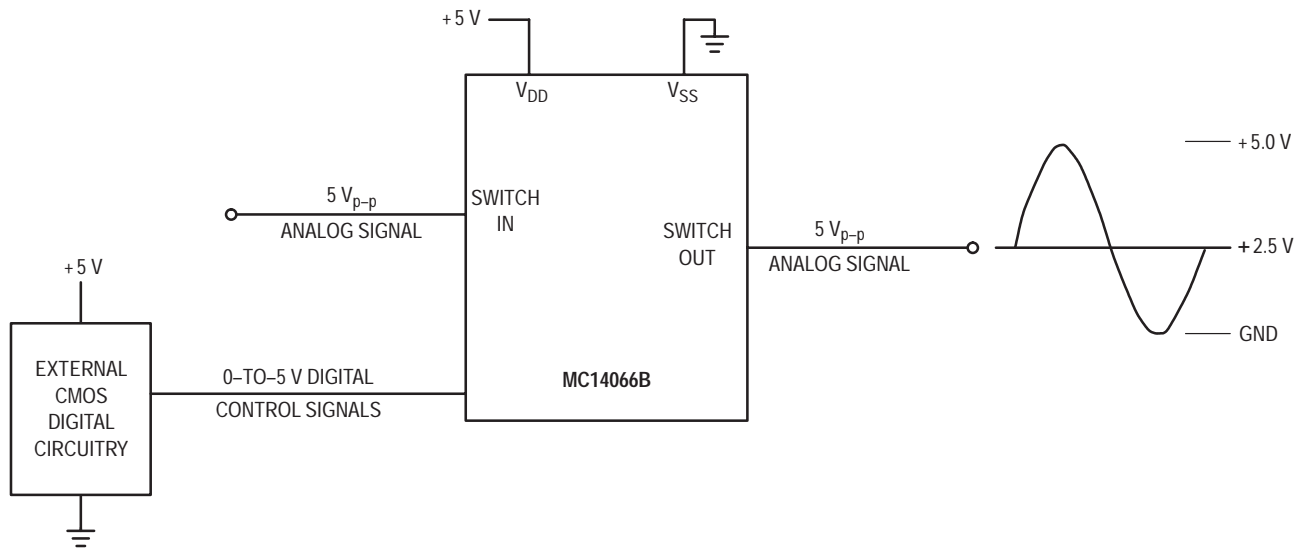 +5 V
VDD
VSS
5 Vp–p
ANALOG SIGNAL
SWITCH
IN
SWITCH
OUT
5 Vp–p
ANALOG SIGNAL
+5.0 V
+2.5 V
GND
+5 V
EXTERNAL
CMOS
DIGITAL
CIRCUITRY
0–TO–5 V DIGITAL
CONTROL SIGNALS
MC14066B